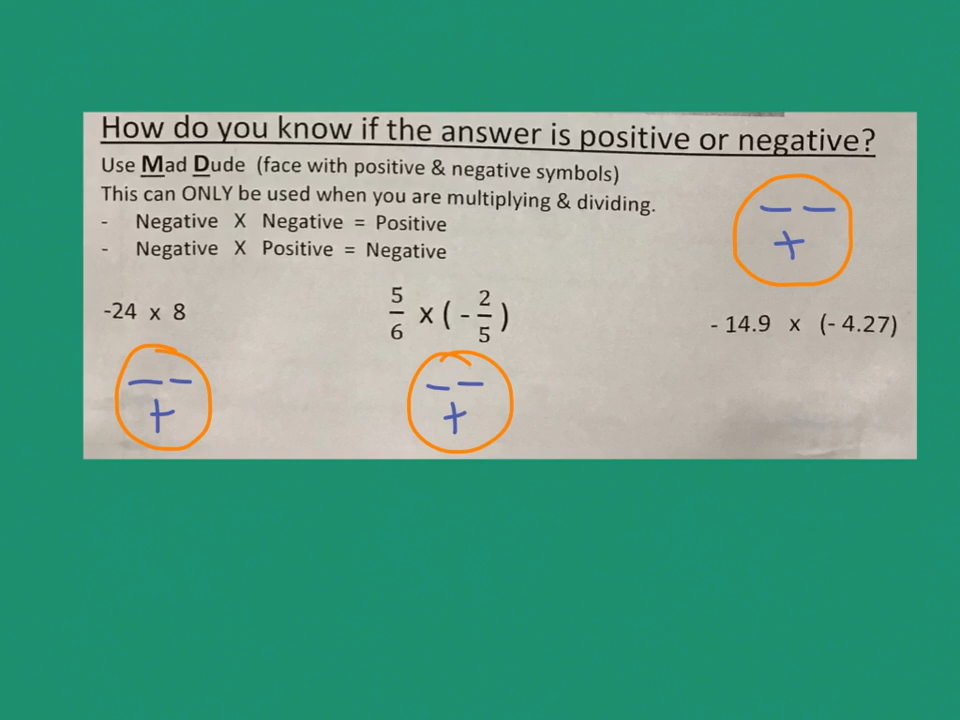 How do you know if the answer is positive or negative?
Use Mad Dude (face with positive & negative symbols)
This can ONLY be used when you are multiplying & dividing.
- Negative X Negative = Positive
- Negative X Positive = Negative
— —
+
-24 x 8
5/6 x (-2/5)
- 14.9 x (- 4.27)
— —
+
— —
+